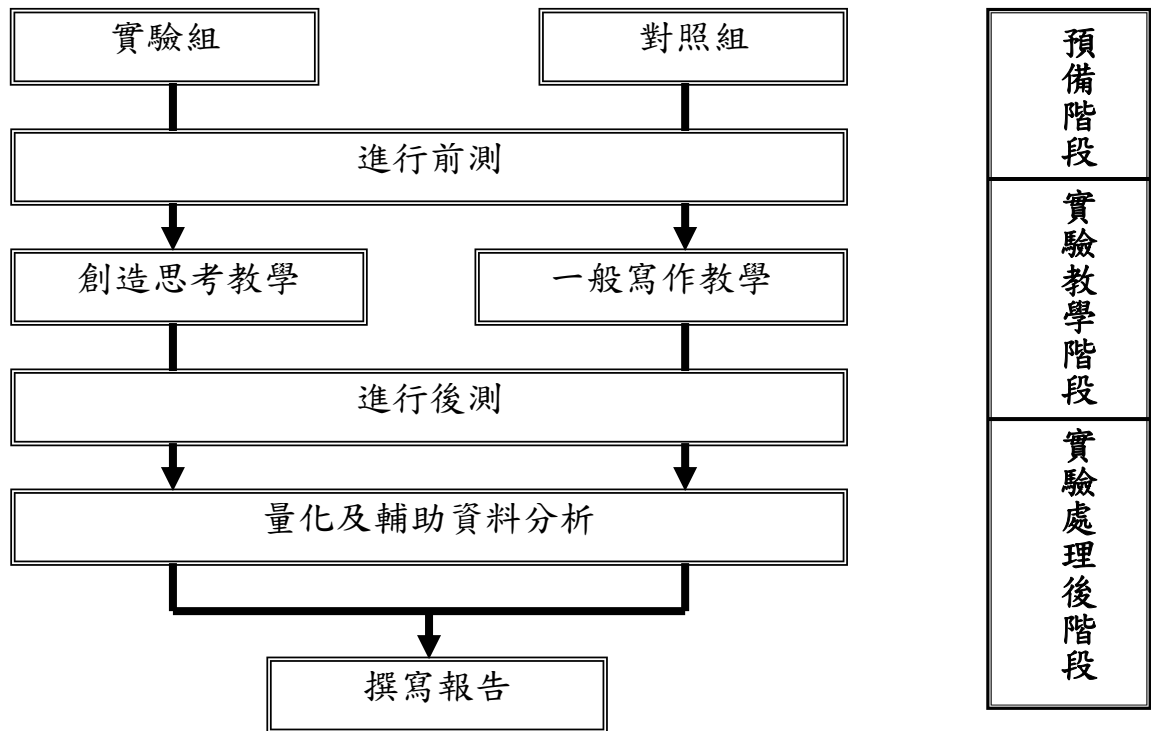 實驗組
對照組
進行前測
創造思考教學
一般寫作教學
進行後測
量化及輔助資料分析
撰寫報告
預備階段
實驗教學階段
實驗處理後階段